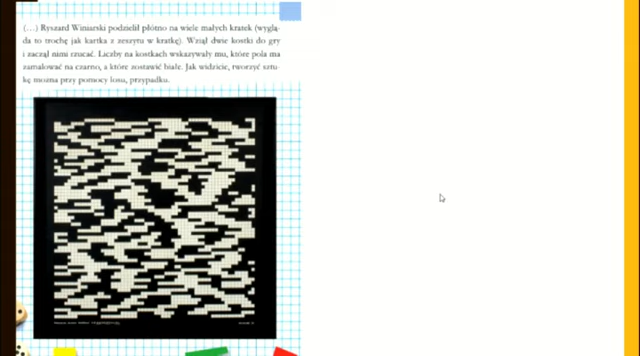 (…) Ryszard Winiarski podzielił płótno na wiele małych kratek (wyglą-
da to trochę jak kartka z zeszytu w kratkę). Wziął dwie kostki do gry
i zaczął nimi rzucać. Liczby na kostkach wskazywały mu, które pola ma
zamalować na czarno, a które zostawić białe. Jak widzicie, tworzyć sztu-
kę można przy pomocy losu, przypadku.